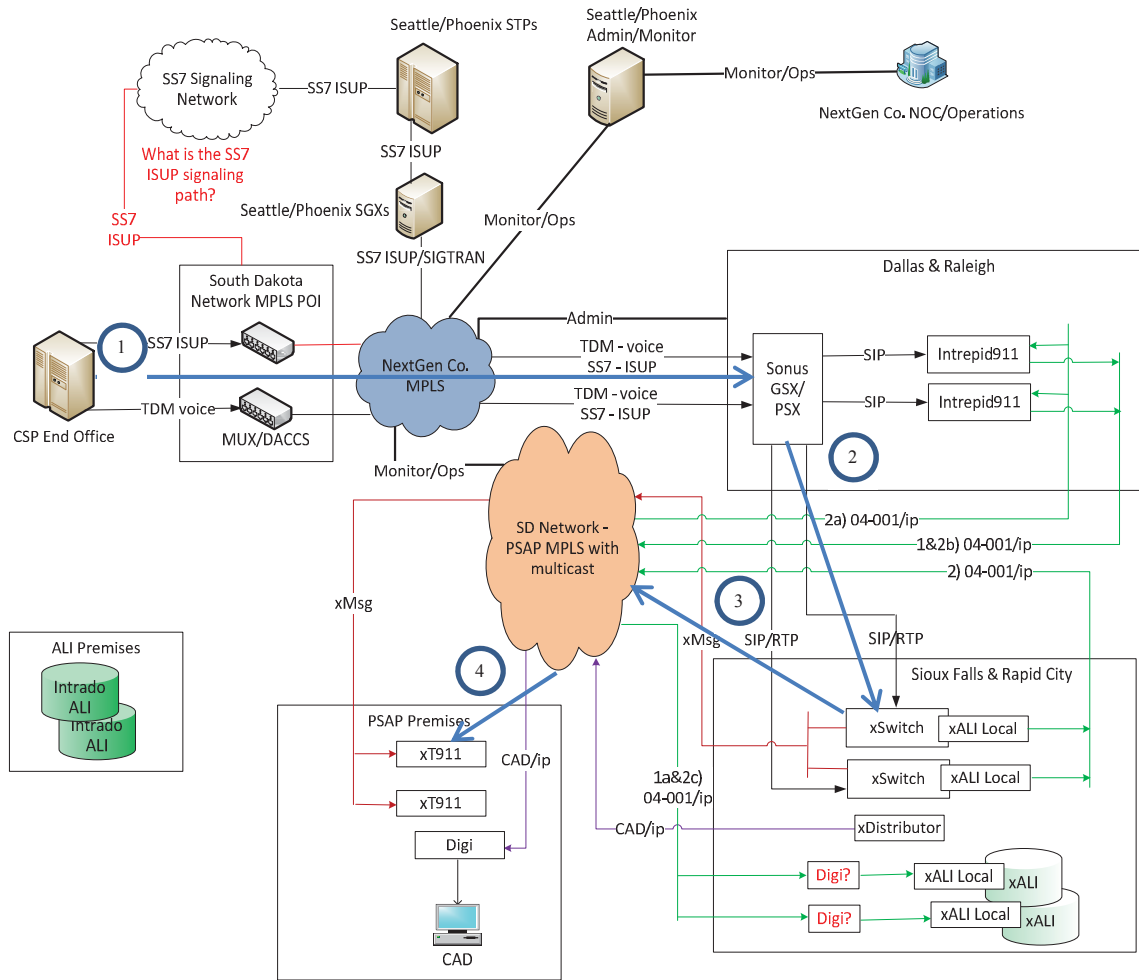 Seattle/Phoenix STPs
Seattle/Phoenix
Admin/Monitor
SS7 Signaling
Network
SS7 ISUP
Monitor/Ops
NextGen Co. NOC/Operations
What is the SS7
ISUP signaling
path?
SS7 ISUP
Seattle/Phoenix SGXs
SS7
ISUP
Monitor/Ops
SS7 ISUP/SIGTRAN
South Dakota
Network MPLS POI
Dallas & Raleigh
1
SS7 ISUP
Admin
TDM - voice
SS7 - ISUP
SIP
Intrepid911
NextGen Co.
MPLS
Sonus
GSX/
PSX
TDM voice
TDM - voice
SS7 - ISUP
SIP
Intrepid911
CSP End Office
MUX/DACCS
Monitor/Ops
2
SD Network -
PSAP MPLS with
multicast
2a) 04-001/ip
1&2b) 04-001/ip
2) 04-001/ip
xMsg
3
xMsg
SIP/RTP
SIP/RTP
ALI Premises
Intrado
ALI
Intrado
ALI
4
Sioux Falls & Rapid City
PSAP Premises
xSwitch
xALI Local
xT911
CAD/ip
xSwitch
xALI Local
1a&2c)
04-001/ip
xT911
CAD/ip
xDistributor
Digi
Digi?
xALI Local
xALI
Digi?
xALI Local
xALI
CAD